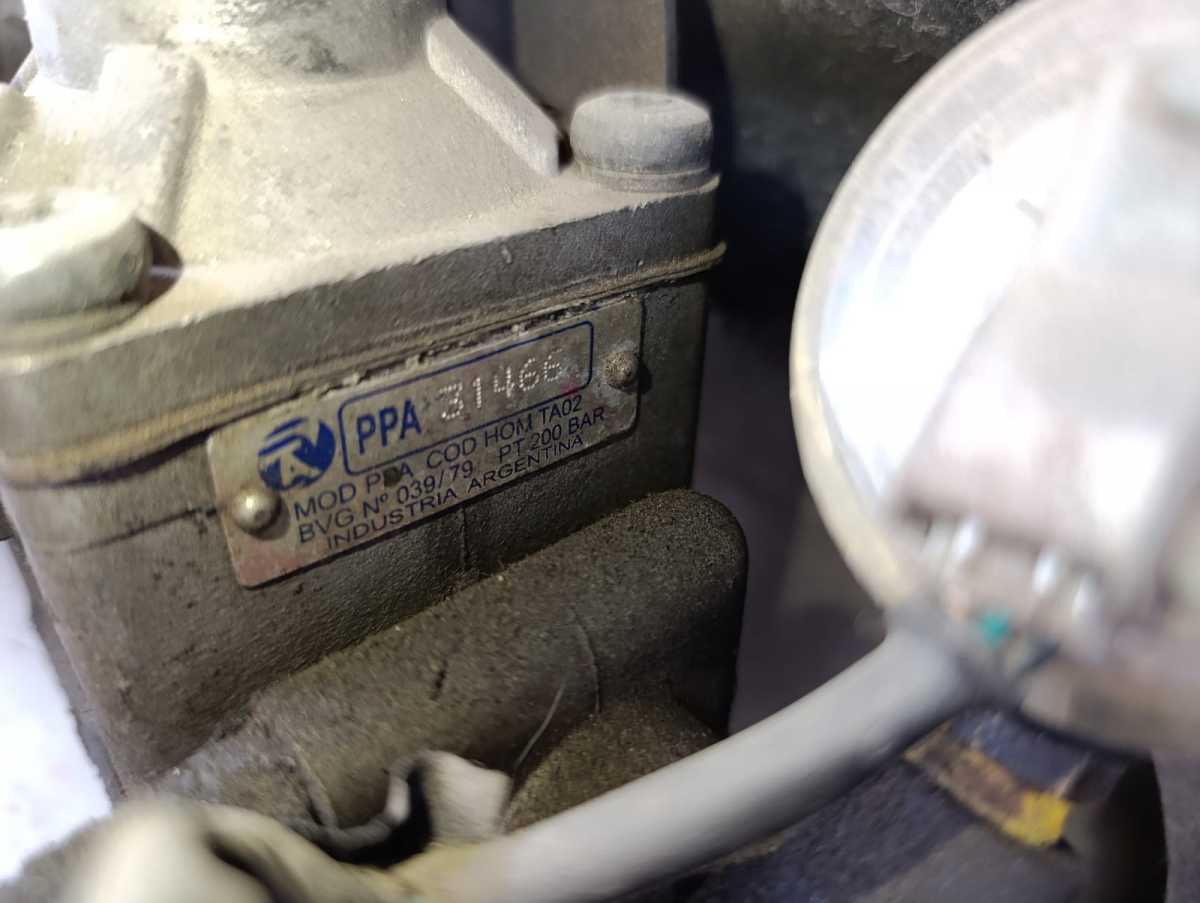 PPA 31466
MOD PPA COD HOM TA02
BVG Nº 039/79 PT 200 BAR
INDUSTRIA ARGENTINA